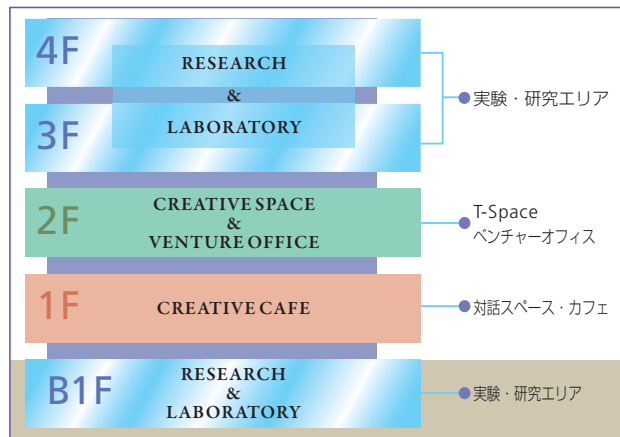 4F
RESEARCH
&
LABORATORY
3F
実験・研究エリア
2F
CREATIVE SPACE
&
VENTURE OFFICE
T-Space
ベンチャーオフィス
1F
CREATIVE CAFE
対話スペース・カフェ
B1F
RESEARCH
&
LABORATORY
実験・研究エリア